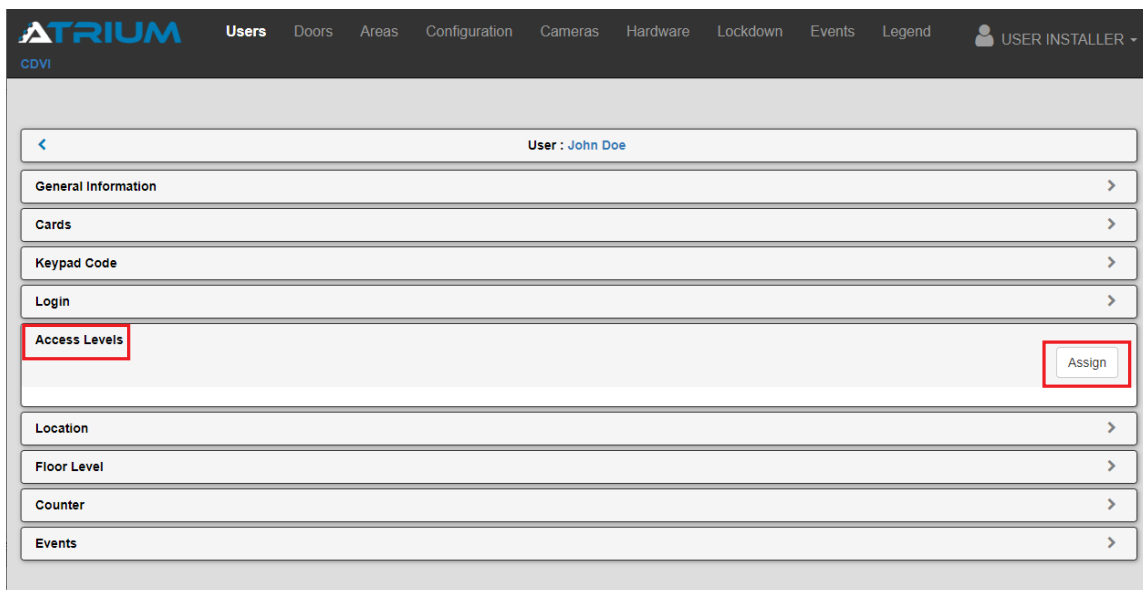 ATRIUM Users Doors Areas Configuration Cameras Hardware Lockdown Events Legend USER INSTALLER
CDVI
User : John Doe
General Information
Cards
Keypad Code
Login
Access Levels
Assign
Location
Floor Level
Counter
Events